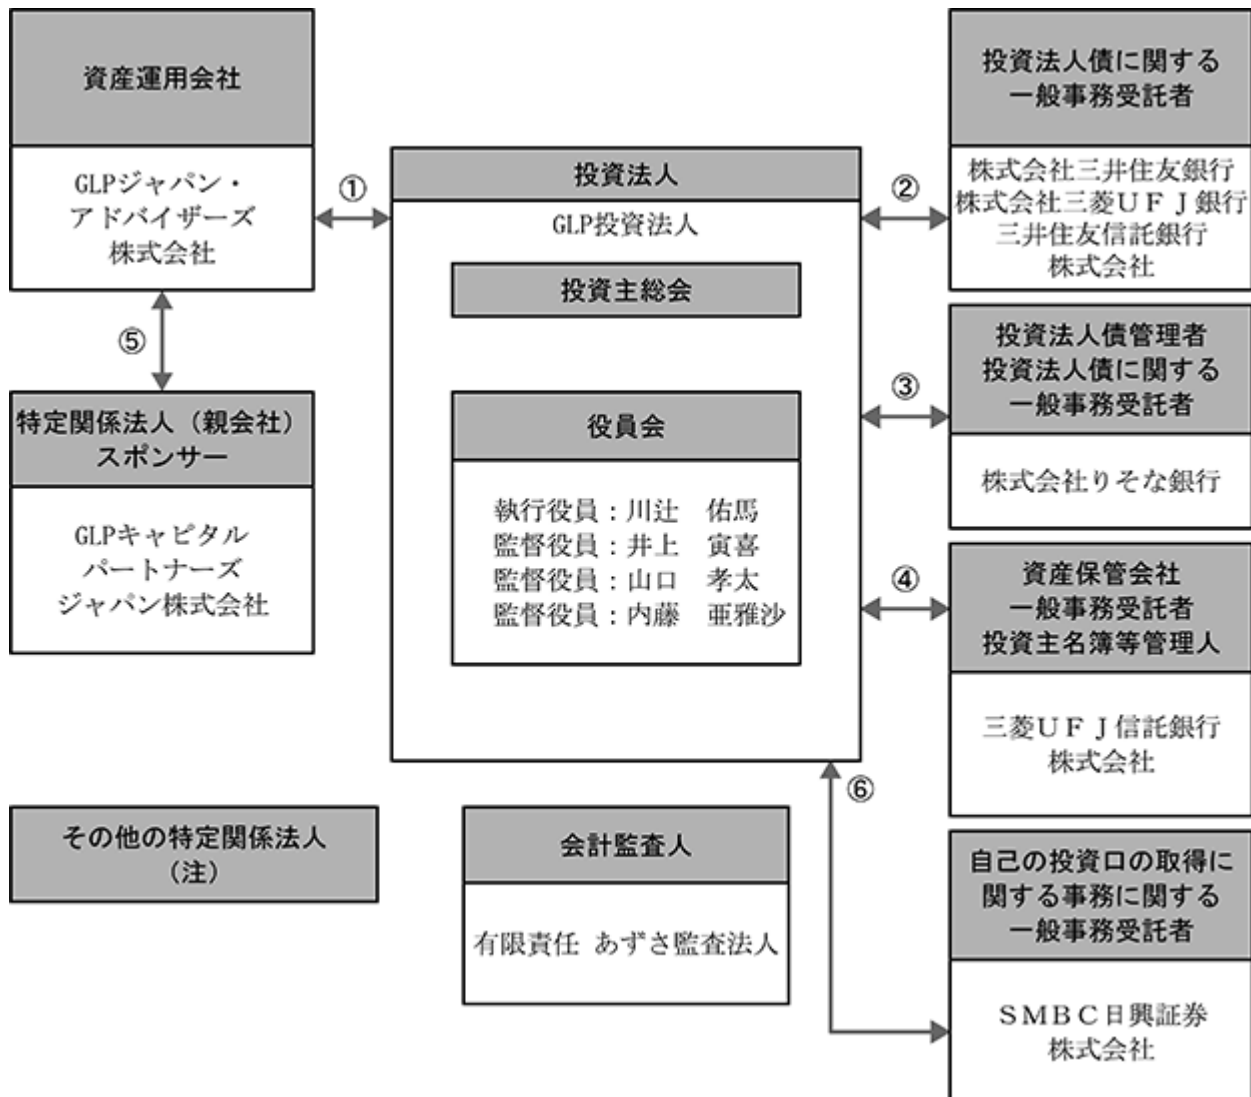 資産運用会社
GLPジャパン・
アドバイザーズ
株式会社
①
⑤
特定関係法人（親会社）
スポンサー
GLPキャピタル
パートナーズ
ジャパン株式会社
その他の特定関係法人
（注）
投資法人
GLP投資法人
投資主総会
役員会
執行役員：川辻　佑馬
監督役員：井上　寅喜
監督役員：山口　孝太
監督役員：内藤　亜雅沙
会計監査人
有限責任 あずさ監査法人
②
投資法人債に関する
一般事務受託者
株式会社三井住友銀行
株式会社三菱ＵＦＪ銀行
三井住友信託銀行
株式会社
③
投資法人債管理者
投資法人債に関する
一般事務受託者
株式会社りそな銀行
④
資産保管会社
一般事務受託者
投資主名簿等管理人
三菱ＵＦＪ信託銀行
株式会社
⑥
自己の投資口の取得に
関する事務に関する
一般事務受託者
ＳＭＢＣ日興証券
株式会社